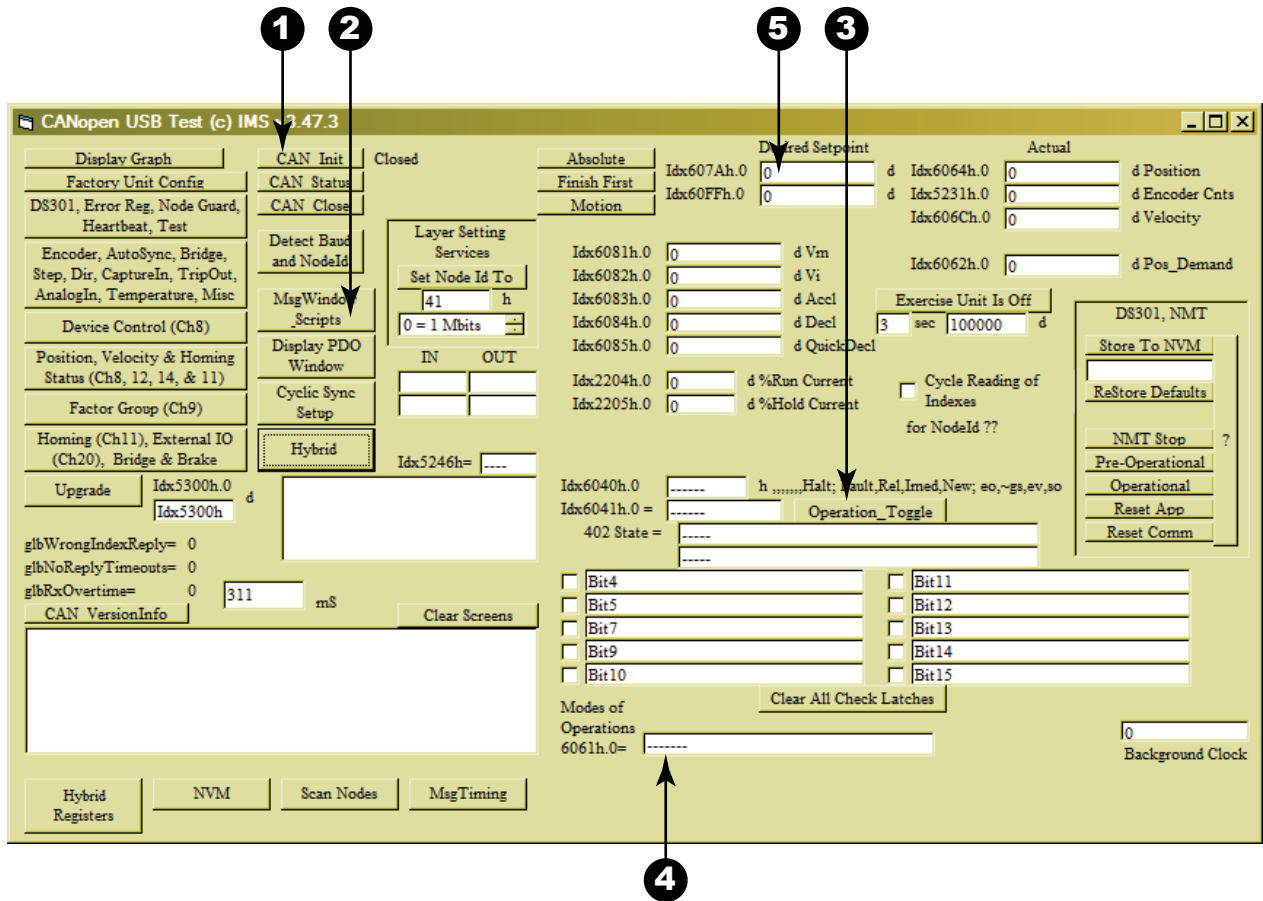 1
2
5
3
CANopen USB Test (c) IMS v3.47.3
Display Graph
Factory Unit Config
DS301, Error Reg, Node Guard,
Heartbeat, Test
Encoder, AutoSync, Bridge,
Step, Dir, CaptureIn, TripOut,
AnalogIn, Temperature, Misc
Device Control (Ch8)
Position, Velocity & Homing
Status (Ch8, 12, 14, & 11)
Factor Group (Ch9)
Homing (Ch11), External IO
(Ch20), Bridge & Brake
Upgrade
Idx5300h.0
Idx5300h
d
glbWrongIndexReply= 0
glbNoReplyTimeouts= 0
glbRxOvertime= 0
311
mS
CAN_VersionInfo
Clear Screens
CAN_Init
Closed
CAN_Status
CAN_Close
Detect Baud
and NodeId
MsgWindow
_Scripts
Display PDO
Window
Cyclic Sync
Setup
Hybrid
Layer Setting
Services
Set Node Id To
41 h
0 = 1 Mbits
IN OUT
Idx5246h= ----
Absolute
Finish First
Motion
Desired Setpoint
Idx607Ah.0 0 d
Idx60FFh.0 0 d
Actual
Idx6064h.0 0 d Position
Idx5231h.0 0 d Encoder Cnts
Idx606Ch.0 0 d Velocity
Idx6062h.0 0 d Pos_Demand
Idx6081h.0 0 d Vm
Idx6082h.0 0 d Vi
Idx6083h.0 0 d Accl
Idx6084h.0 0 d Decl
Idx6085h.0 0 d QuickDecl
Idx2204h.0 0 d %Run Current
Idx2205h.0 0 d %Hold Current
Exercise Unit Is Off
3 sec 100000 d
Cycle Reading of
Indexes
for NodeId ??
DS301, NMT
Store To NVM
ReStore Defaults
NMT Stop
?
Pre-Operational
Operational
Reset App
Reset Comm
Idx6040h.0 ------ h ,,,,,,,Halt; Fault,Rel,Imed,New; eo,~gs,ev,so
Idx6041h.0 = ------
Operation_Toggle
402 State = -----
-----
Bit4
Bit5
Bit7
Bit9
Bit10
Bit11
Bit12
Bit13
Bit14
Bit15
Clear All Check Latches
Modes of
Operations
6061h.0= -------
0
Background Clock
Hybrid
Registers
NVM
Scan Nodes
MsgTiming
4